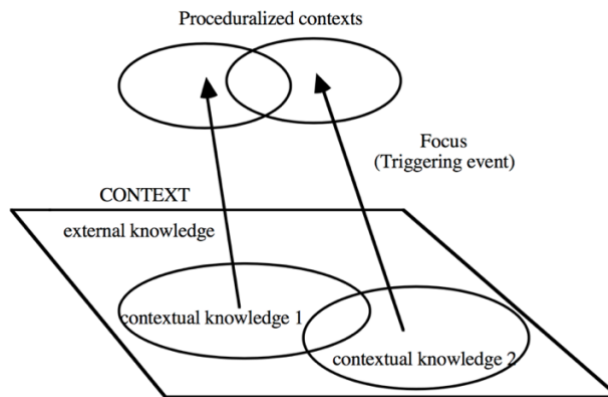 Proceduralized contexts
Focus
(Triggering event)
CONTEXT
external knowledge
contextual knowledge 1
contextual knowledge 2